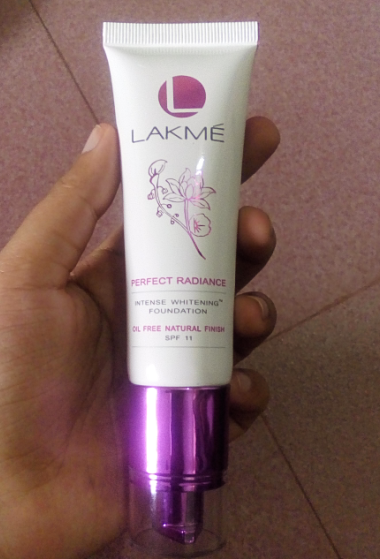 L
LAKMÉ
PERFECT RADIANCE
INTENSE WHITENING™
FOUNDATION
OIL FREE NATURAL FINISH
SPF 11